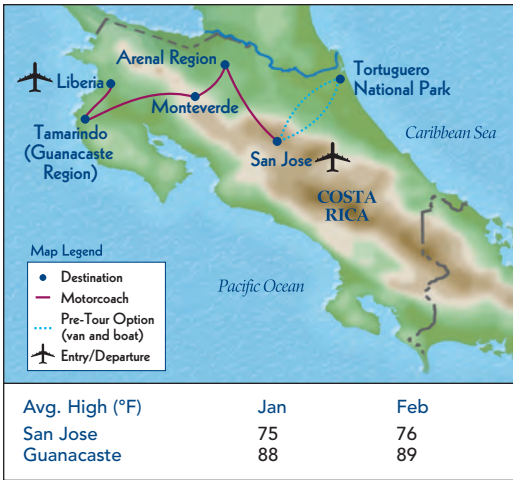 Arenal Region
Liberia
Monteverde
Tortuguero
National Park
Tamarindo
(Guanacaste
Region)
Caribbean Sea
San Jose
COSTA
RICA
Pacific Ocean
Map Legend
Destination
Motorcoach
Pre-Tour Option
(van and boat)
Entry/Departure
Avg. High (°F) Jan Feb
San Jose 75 76
Guanacaste 88 89